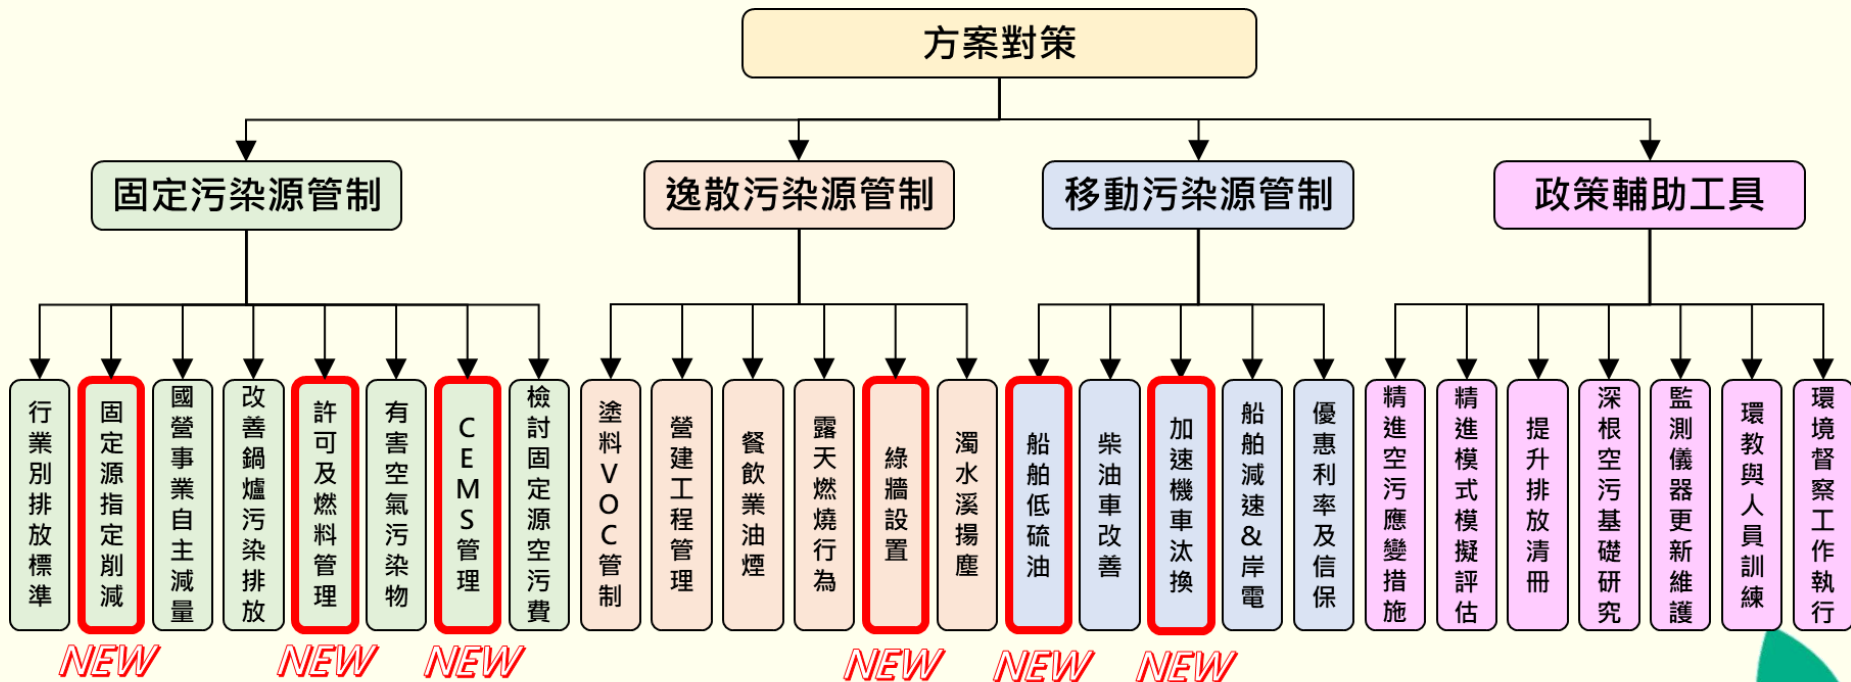 方案對策
固定污染源管制
逸散污染源管制
移動污染源管制
政策輔助工具
行業別排放標準
固定源指定削減
國營事業自主減量
改善鍋爐污染排放
許可及燃料管理
有害空氣污染物
CEMS管理
檢討固定源空污費
塗料VOC管制
營建工程管理
餐飲業油煙
露天燃燒行為
綠牆設置
濁水溪揚塵
船舶低硫油
柴油車改善
加速機車汰換
船舶減速&岸電
優惠利率及信保
精進空污應變措施
精進模式模擬評估
提升排放清冊
深根空污基礎研究
監測儀器更新維護
環教與人員訓練
環境督察工作執行
NEW
NEW
NEW
NEW
NEW
NEW